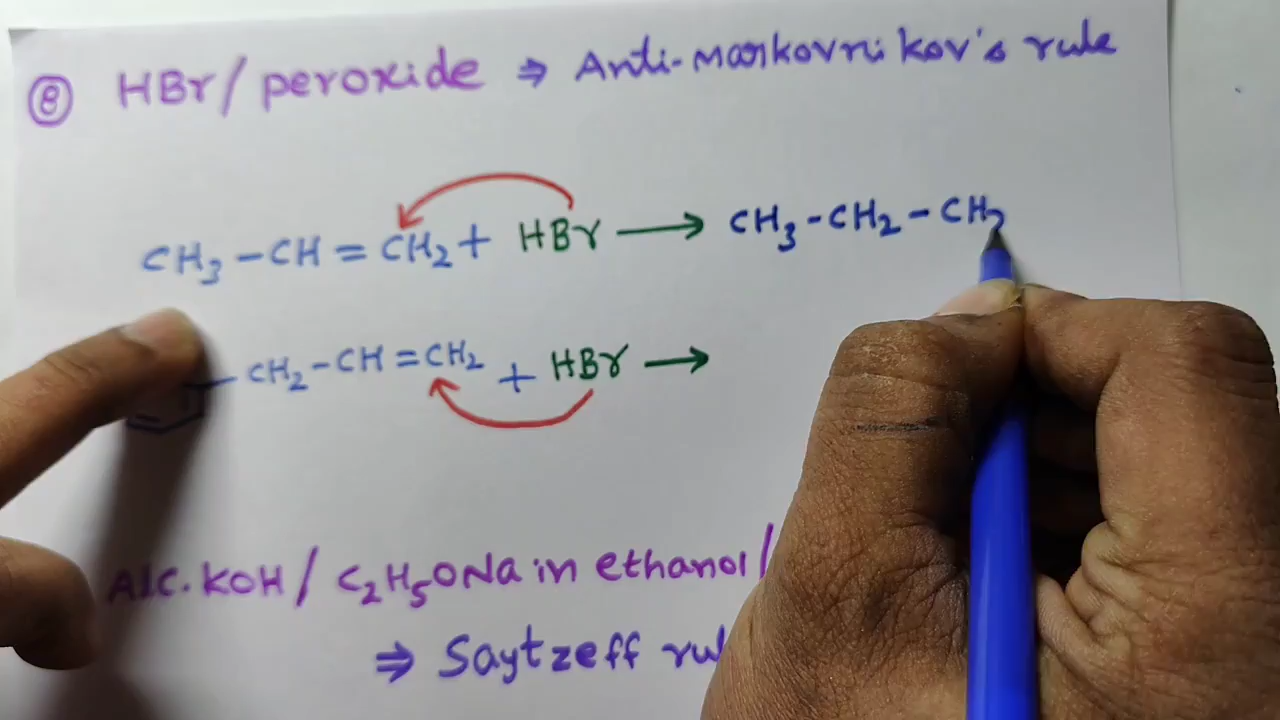 ⑧ HBr/peroxide ⇒ Anti-markovnikov's rule
CH₃-CH=CH₂ + HBr → CH₃-CH₂-CH₂
CH₂-CH=CH₂ + HBr →
Alc.KOH/C₂H₅ONa in ethanol/
⇒ Saytzeff